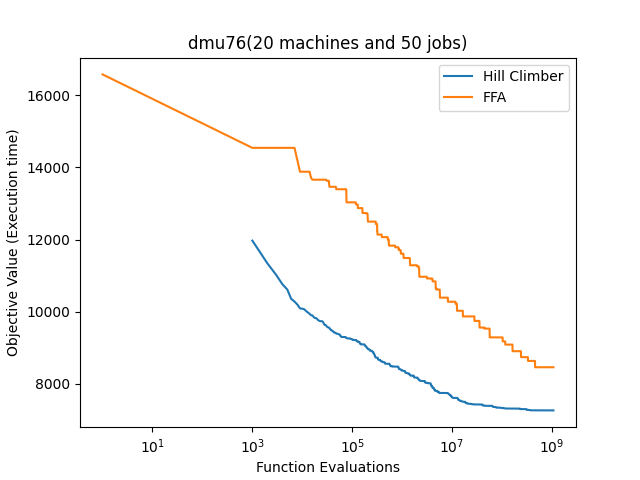 dmu76(20 machines and 50 jobs)
Hill Climber
FFA
16000
14000
12000
10000
8000
Objective Value (Execution time)
10^1 10^3 10^5 10^7 10^9
Function Evaluations